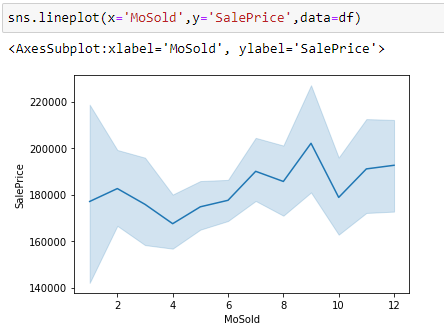 sns.lineplot(x='MoSold',y='SalePrice',data=df)
<AxesSubplot:xlabel='MoSold', ylabel='SalePrice'>
220000
200000
180000
160000
140000
SalePrice
2 4 6 8 10 12
MoSold